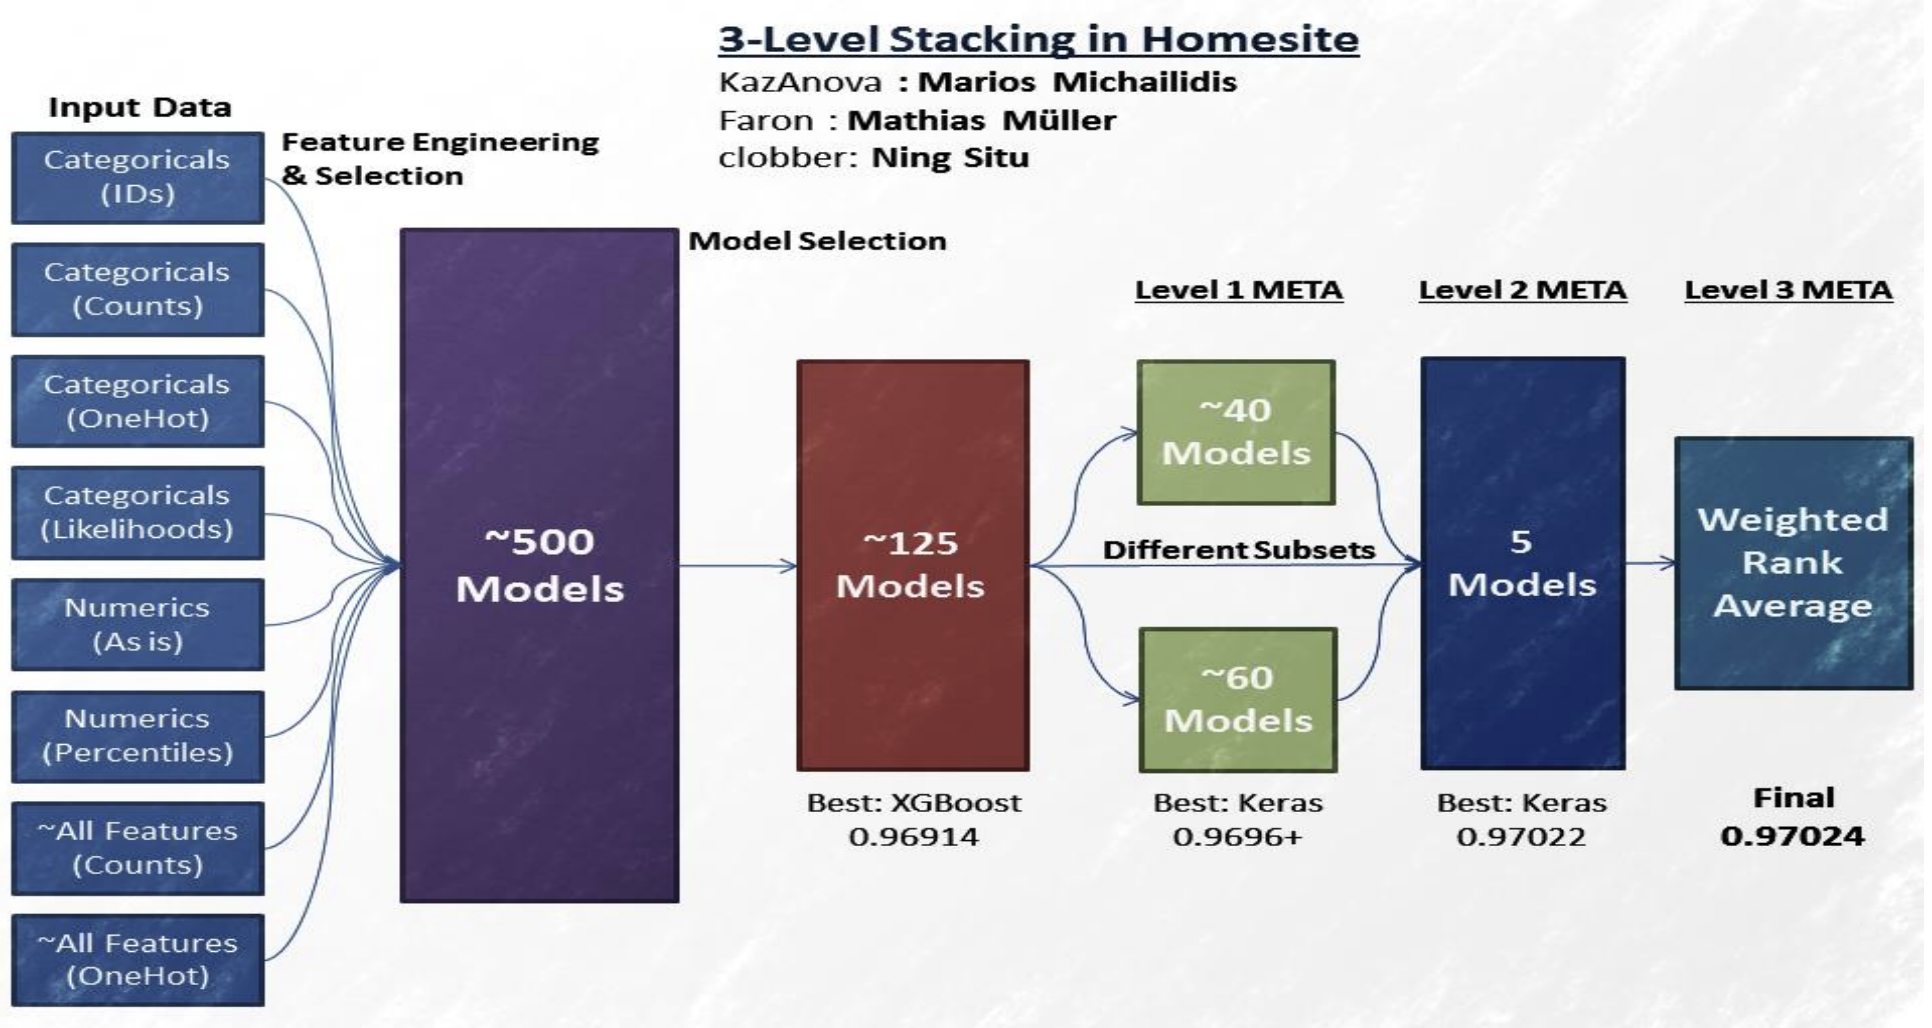 3-Level Stacking in Homesite
KazAnova : Marios Michailidis
Faron : Mathias Müller
clobber: Ning Situ
Input Data
Categoricals
(IDs)
Categoricals
(Counts)
Categoricals
(OneHot)
Categoricals
(Likelihoods)
Numerics
(As is)
Numerics
(Percentiles)
~All Features
(Counts)
~All Features
(OneHot)
Feature Engineering
& Selection
~500
Models
Model Selection
~125
Models
Best: XGBoost
0.96914
Level 1 META
~40
Models
Different Subsets
~60
Models
Best: Keras
0.9696+
Level 2 META
5
Models
Best: Keras
0.97022
Level 3 META
Weighted
Rank
Average
Final
0.97024